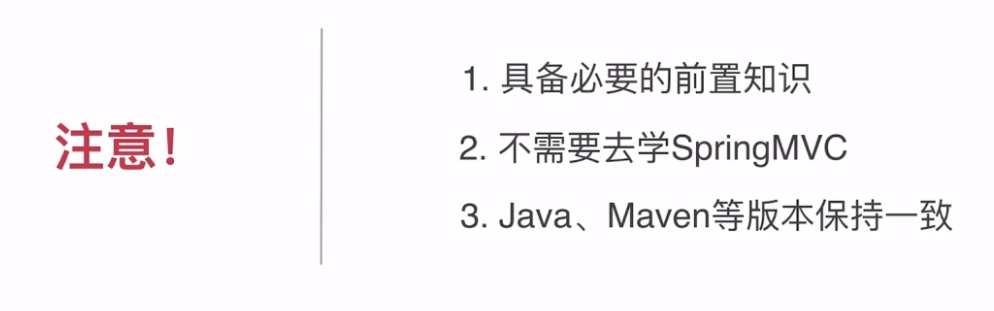 注意！
1. 具备必要的前置知识
2. 不需要去学SpringMVC
3. Java、Maven等版本保持一致